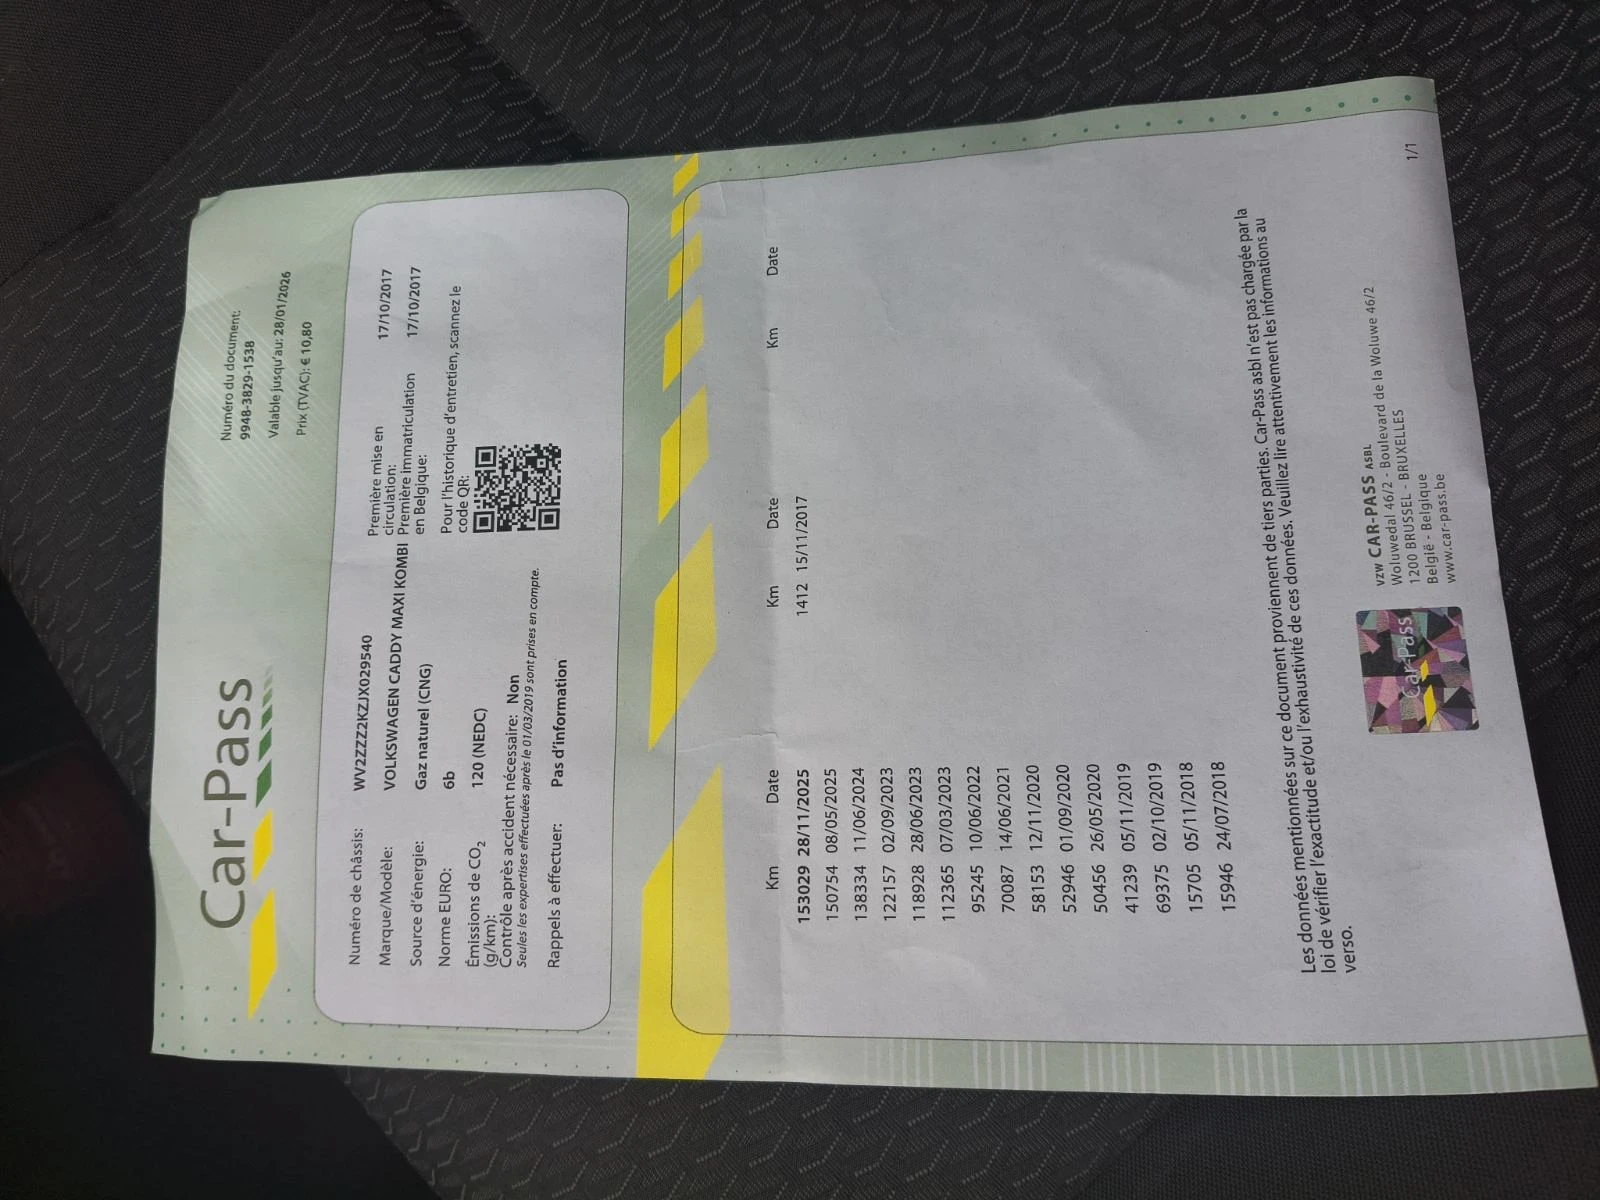 Car-Pass
Numéro du document:
9948-3829-1538
Valable jusqu'au: 28/01/2026
Prix (TVAC): € 10,80
Numéro de châssis: WV2ZZZ2KZJX029540
Marque/Modèle: VOLKSWAGEN CADDY MAXI KOMBI
Source d'énergie: Gaz naturel (CNG)
Norme EURO: 6b
Émissions de CO2 120 (NEDC)
(g/km):
Contrôle après accident nécessaire: Non
Seules les expertises effectuées après le 01/03/2019 sont prises en compte.
Rappels à effectuer: Pas d'information
Première mise en
circulation: 17/10/2017
Première immatriculation
en Belgique: 17/10/2017
Pour l'historique d'entretien, scannez le
code QR:
Km Date Km Date Km Date
153029 28/11/2025 1412 15/11/2017
150754 08/05/2025
138334 11/06/2024
122157 02/09/2023
118928 28/06/2023
112365 07/03/2023
95245 10/06/2022
70087 14/06/2021
58153 12/11/2020
52946 01/09/2020
50456 26/05/2020
41239 05/11/2019
69375 02/10/2019
15705 05/11/2018
15946 24/07/2018
Les données mentionnées sur ce document proviennent de tiers parties. Car-Pass asbl n'est pas chargée par la
loi de vérifier l'exactitude et/ou l'exhaustivité de ces données. Veuillez lire attentivement les informations au
verso.
Car-Pass
vzw CAR-PASS ASBL
Woluwedal 46/2 - Boulevard de la Woluwe 46/2
1200 BRUSSEL - BRUXELLES
België - Belgique
www.car-pass.be
1/1